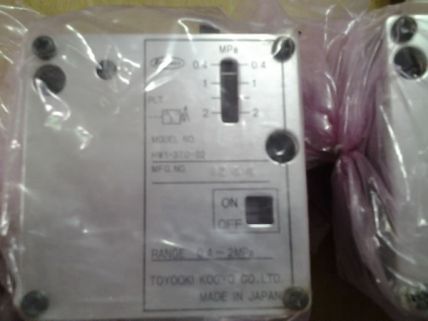 MPa
0.4 0.4
1 1
PLT.
2 2
MODEL NO.
MFG.NO.
ON
OFF
RANGE 0.4~2MPa
TOYOOKI KOGYO CO.LTD.
MADE IN JAPAN